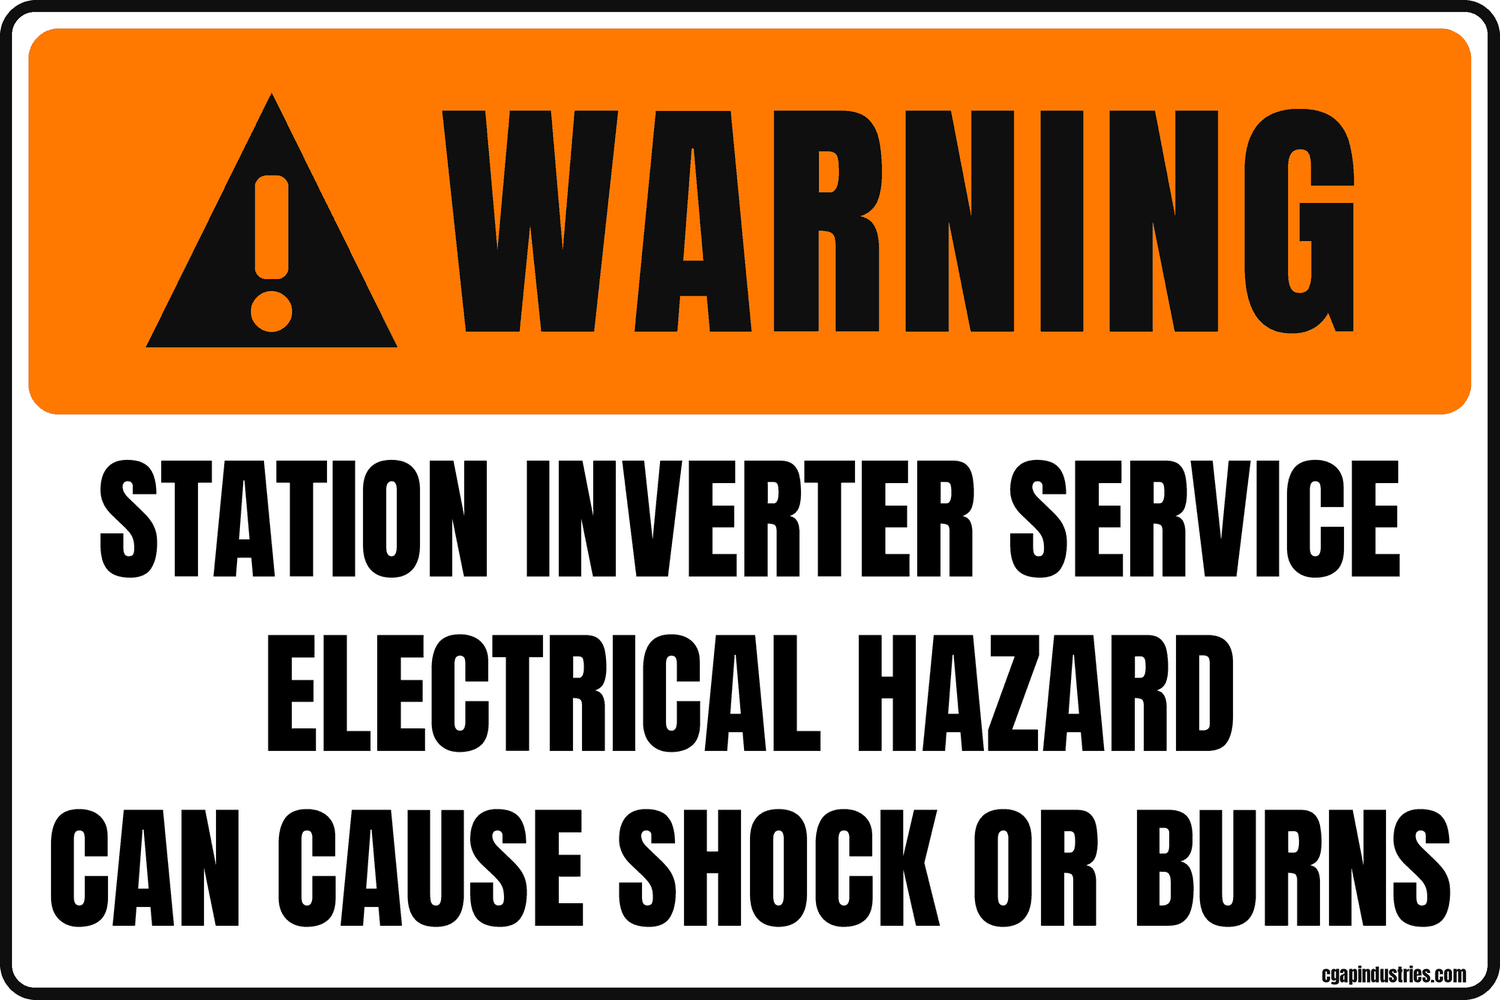 WARNING
STATION INVERTER SERVICE
ELECTRICAL HAZARD
CAN CAUSE SHOCK OR BURNS
cgapindustries.com